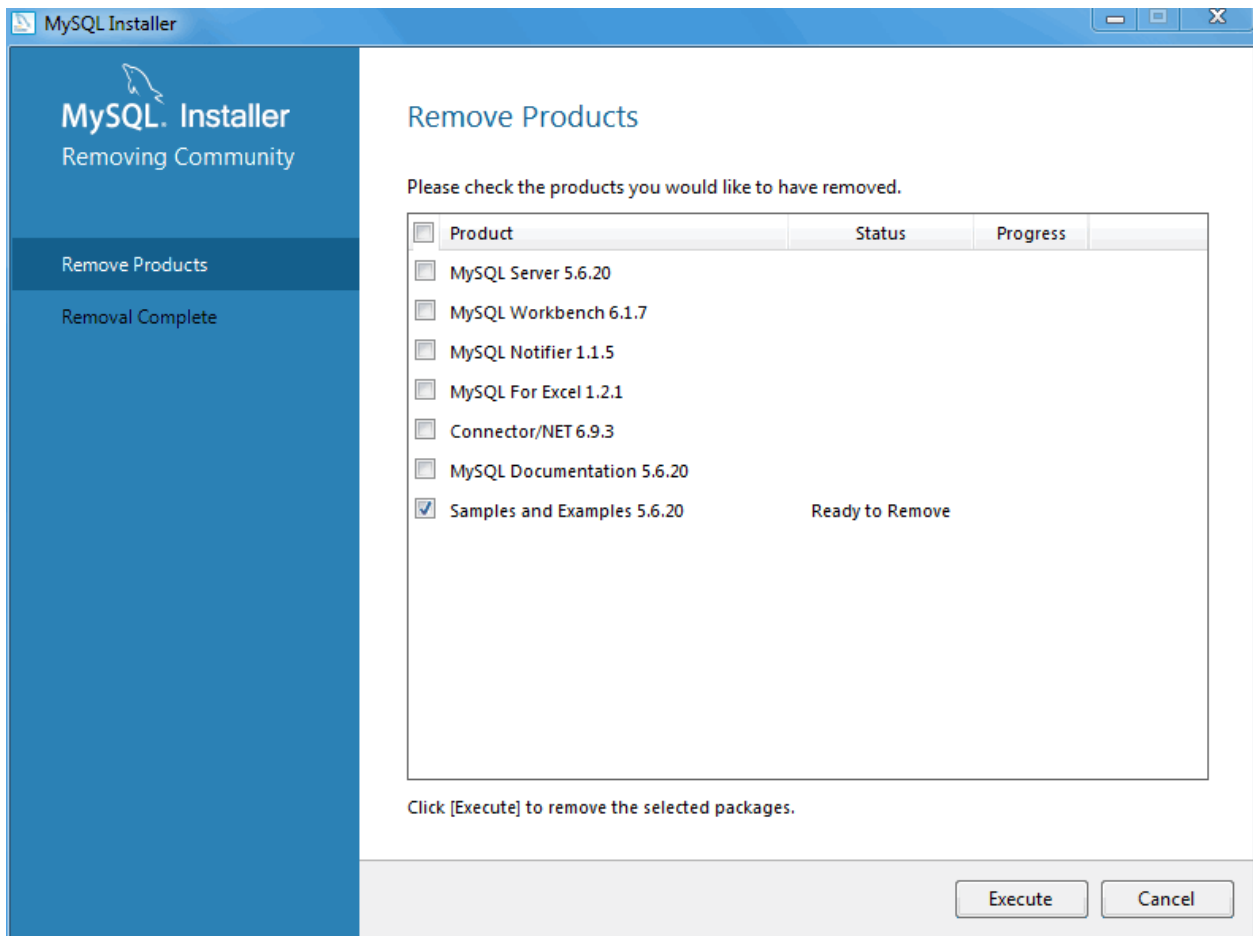 MySQL Installer
MySQL. Installer
Removing Community
Remove Products
Removal Complete
Remove Products
Please check the products you would like to have removed.
Product Status Progress
MySQL Server 5.6.20
MySQL Workbench 6.1.7
MySQL Notifier 1.1.5
MySQL For Excel 1.2.1
Connector/NET 6.9.3
MySQL Documentation 5.6.20
Samples and Examples 5.6.20 Ready to Remove
Click [Execute] to remove the selected packages.
Execute Cancel